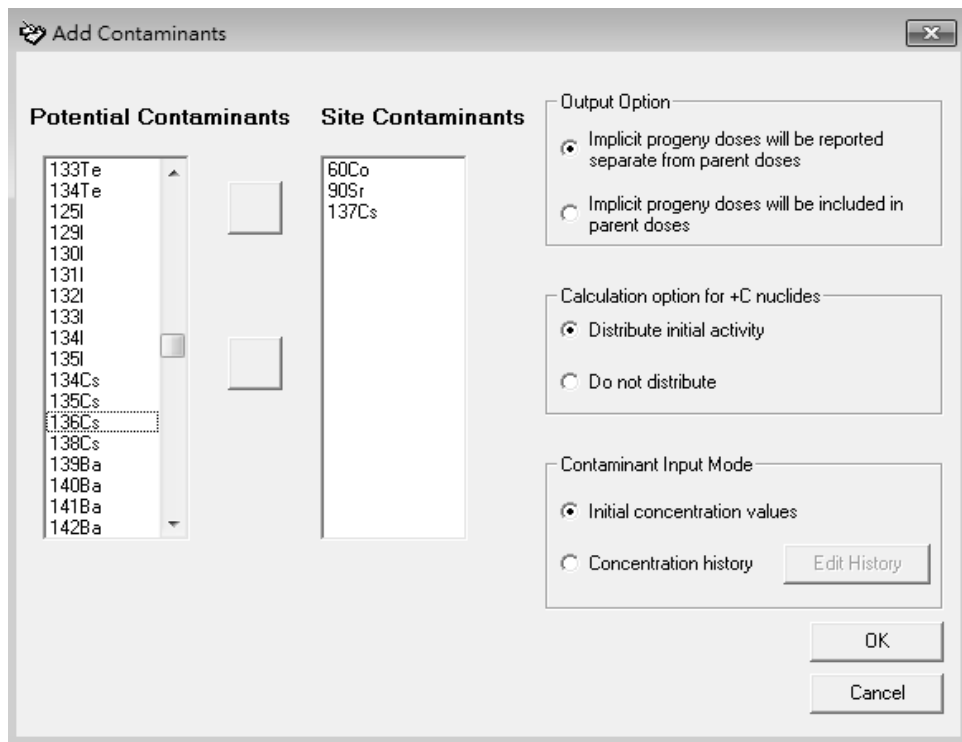 Add Contaminants
Potential Contaminants
133Te
134Te
125I
129I
130I
131I
132I
133I
134I
135I
134Cs
135Cs
136Cs
138Cs
139Ba
140Ba
141Ba
142Ba
Site Contaminants
60Co
90Sr
137Cs
Output Option
Implicit progeny doses will be reported
separate from parent doses
Implicit progeny doses will be included in
parent doses
Calculation option for +C nuclides
Distribute initial activity
Do not distribute
Contaminant Input Mode
Initial concentration values
Concentration history
Edit History
OK
Cancel